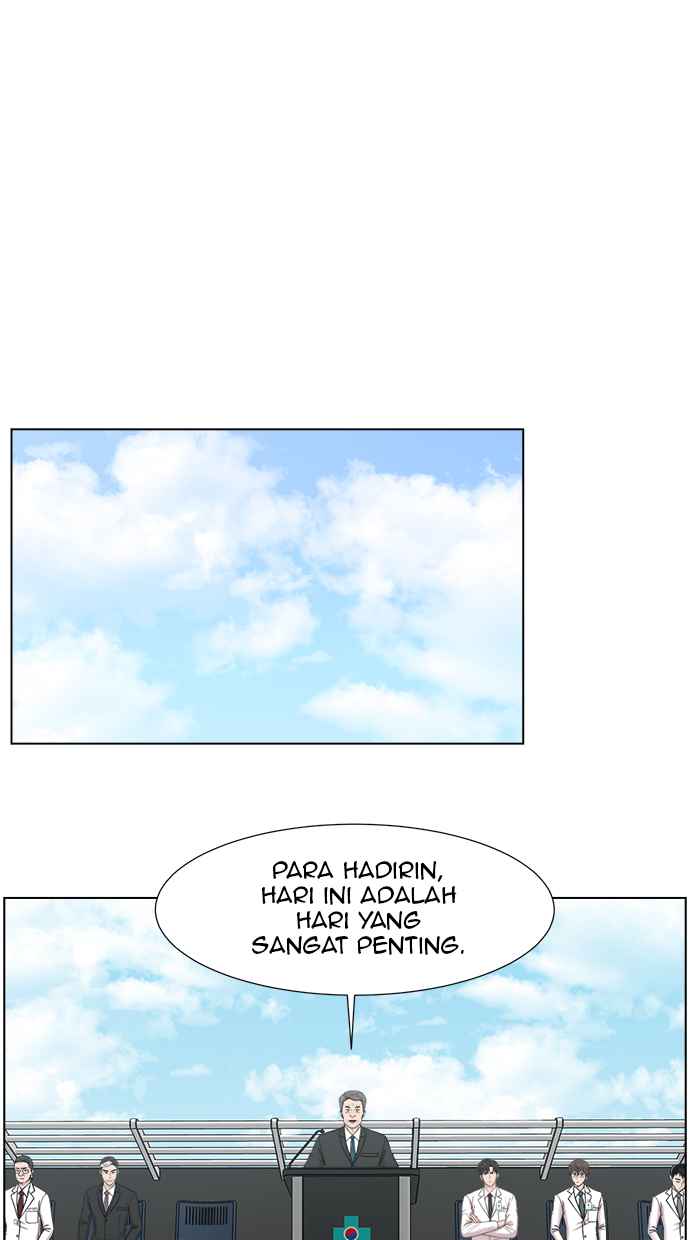 PARA HADIRIN,
HARI INI ADALAH
HARI YANG
SANGAT PENTING.